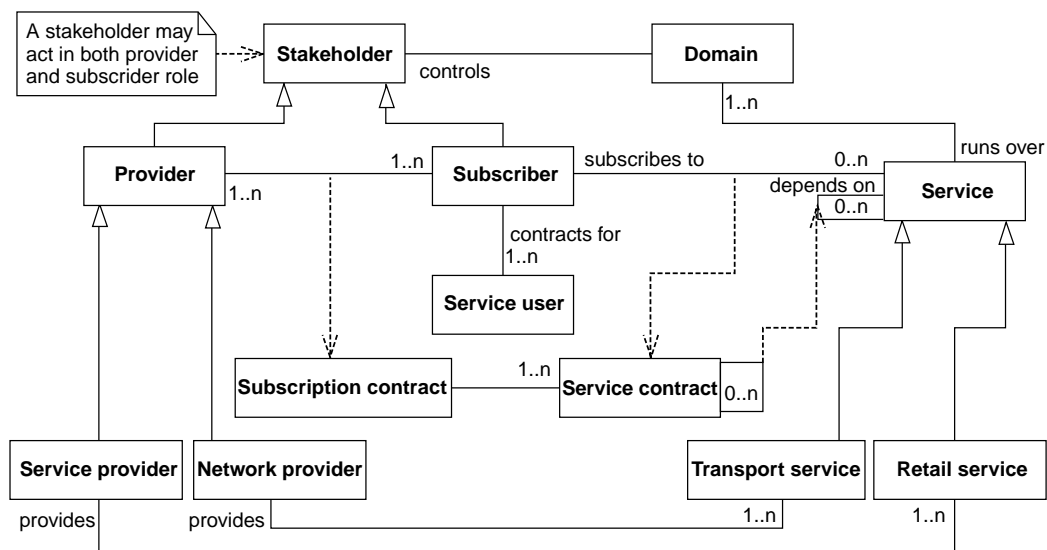 A stakeholder may
act in both provider
and subscrider role
Stakeholder
controls
Domain
1..n
runs over
Provider
1..n
1..n
Subscriber
subscribes to
0..n
depends on
0..n
Service
contracts for
1..n
Service user
Subscription contract
1..n
Service contract
0..n
Service provider
Network provider
Transport service
Retail service
provides
provides
1..n
1..n